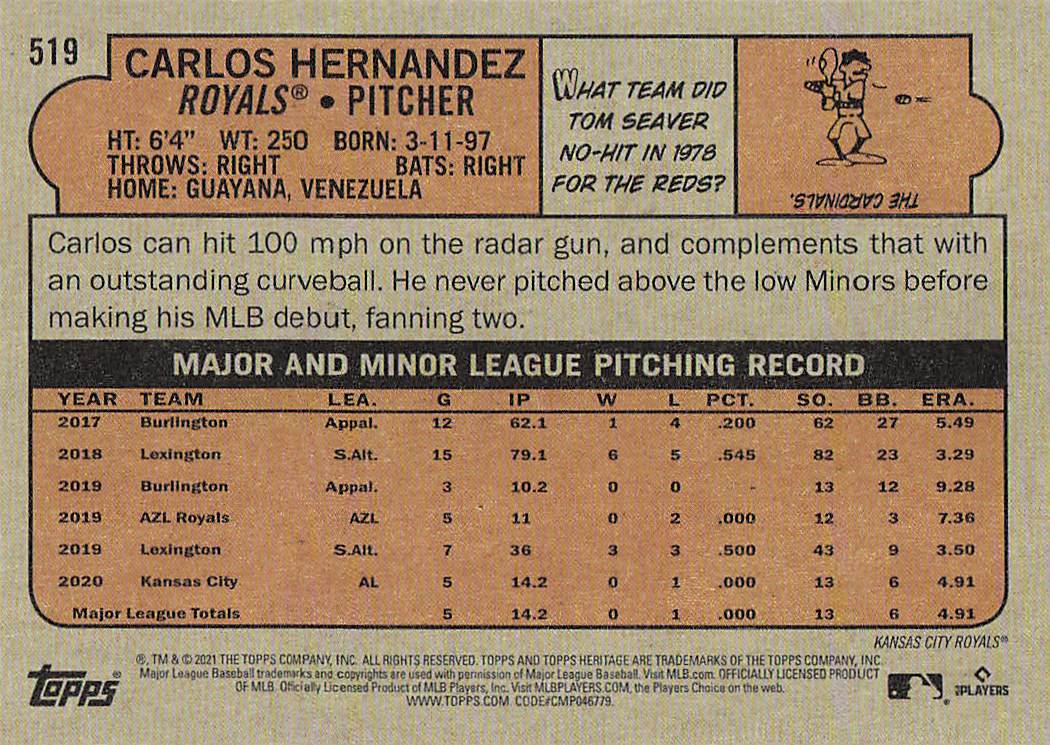 519
CARLOS HERNANDEZ
ROYALS® • PITCHER
HT: 6'4" WT: 250 BORN: 3-11-97
THROWS: RIGHT BATS: RIGHT
HOME: GUAYANA, VENEZUELA
WHAT TEAM DID
TOM SEAVER
NO-HIT IN 1978
FOR THE REDS?
THE CARDINALS.
Carlos can hit 100 mph on the radar gun, and complements that with
an outstanding curveball. He never pitched above the low Minors before
making his MLB debut, fanning two.
MAJOR AND MINOR LEAGUE PITCHING RECORD
YEAR TEAM LEA. G IP W L PCT. SO. BB. ERA.
2017 Burlington Appal. 12 62.1 1 4 .200 62 27 5.49
2018 Lexington S.Alt. 15 79.1 6 5 .545 82 23 3.29
2019 Burlington Appal. 3 10.2 0 0 - 13 12 9.28
2019 AZL Royals AZL 5 11 0 2 .000 12 3 7.36
2019 Lexington S.Alt. 7 36 3 3 .500 43 9 3.50
2020 Kansas City AL 5 14.2 0 1 .000 13 6 4.91
Major League Totals 5 14.2 0 1 .000 13 6 4.91
KANSAS CITY ROYALS®
®, TM & © 2021 THE TOPPS COMPANY, INC. ALL RIGHTS RESERVED. TOPPS AND TOPPS HERITAGE ARE TRADEMARKS OF THE TOPPS COMPANY, INC.
Major League Baseball trademarks and copyrights are used with permission of Major League Baseball. Visit MLB.com. OFFICIALLY LICENSED PRODUCT
OF MLB. Officially Licensed Product of MLB Players, Inc. Visit MLBPLAYERS.COM, the Players Choice on the web.
WWW.TOPPS.COM CODE#CMP046779.
Topps®
PLAYERS